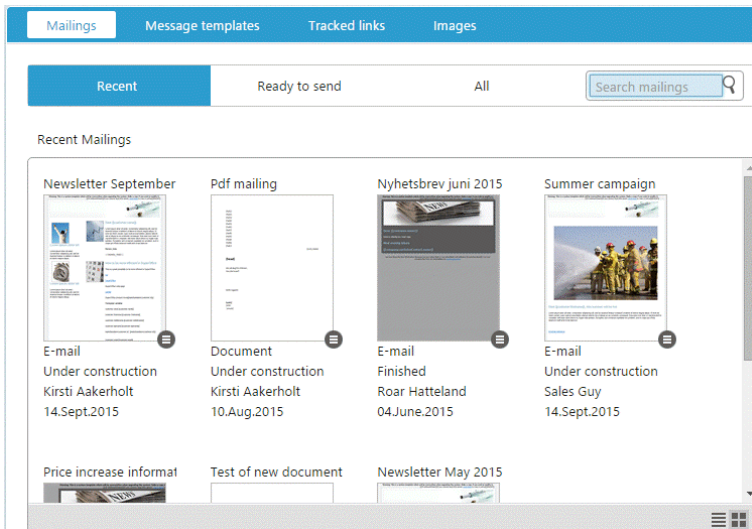 Mailings Message templates Tracked links Images
Recent Ready to send All Search mailings
Recent Mailings
Newsletter September Pdf mailing Nyhetsbrev juni 2015 Summer campaign
NEWS
E-mail Document E-mail E-mail
Under construction Under construction Finished Under construction
Kirsti Aakerholt Kirsti Aakerholt Roar Hatteland Sales Guy
14.Sept.2015 10.Aug.2015 04.June.2015 14.Sept.2015
Price increase informat Test of new document Newsletter May 2015
NEWS